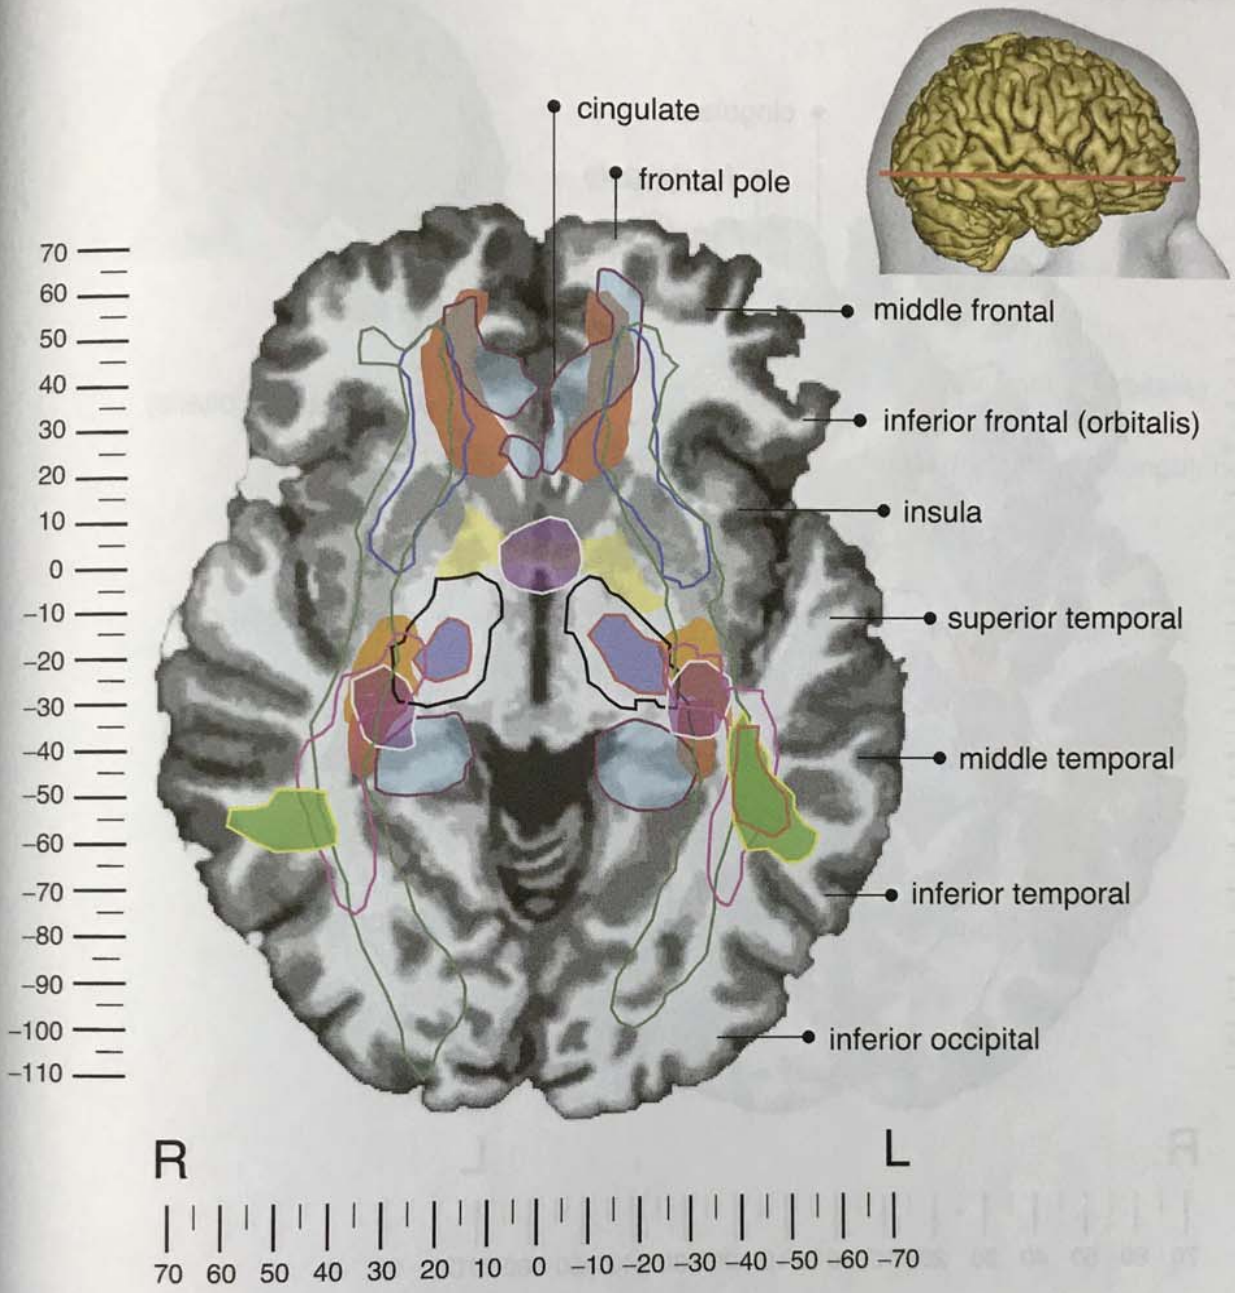 cingulate
frontal pole
70
60
50
40
30
20
10
0
–10
–20
–30
–40
–50
–60
–70
–80
–90
–100
–110
middle frontal
inferior frontal (orbitalis)
insula
superior temporal
middle temporal
inferior temporal
inferior occipital
R
L
70 60 50 40 30 20 10 0 –10 –20 –30 –40 –50 –60 –70